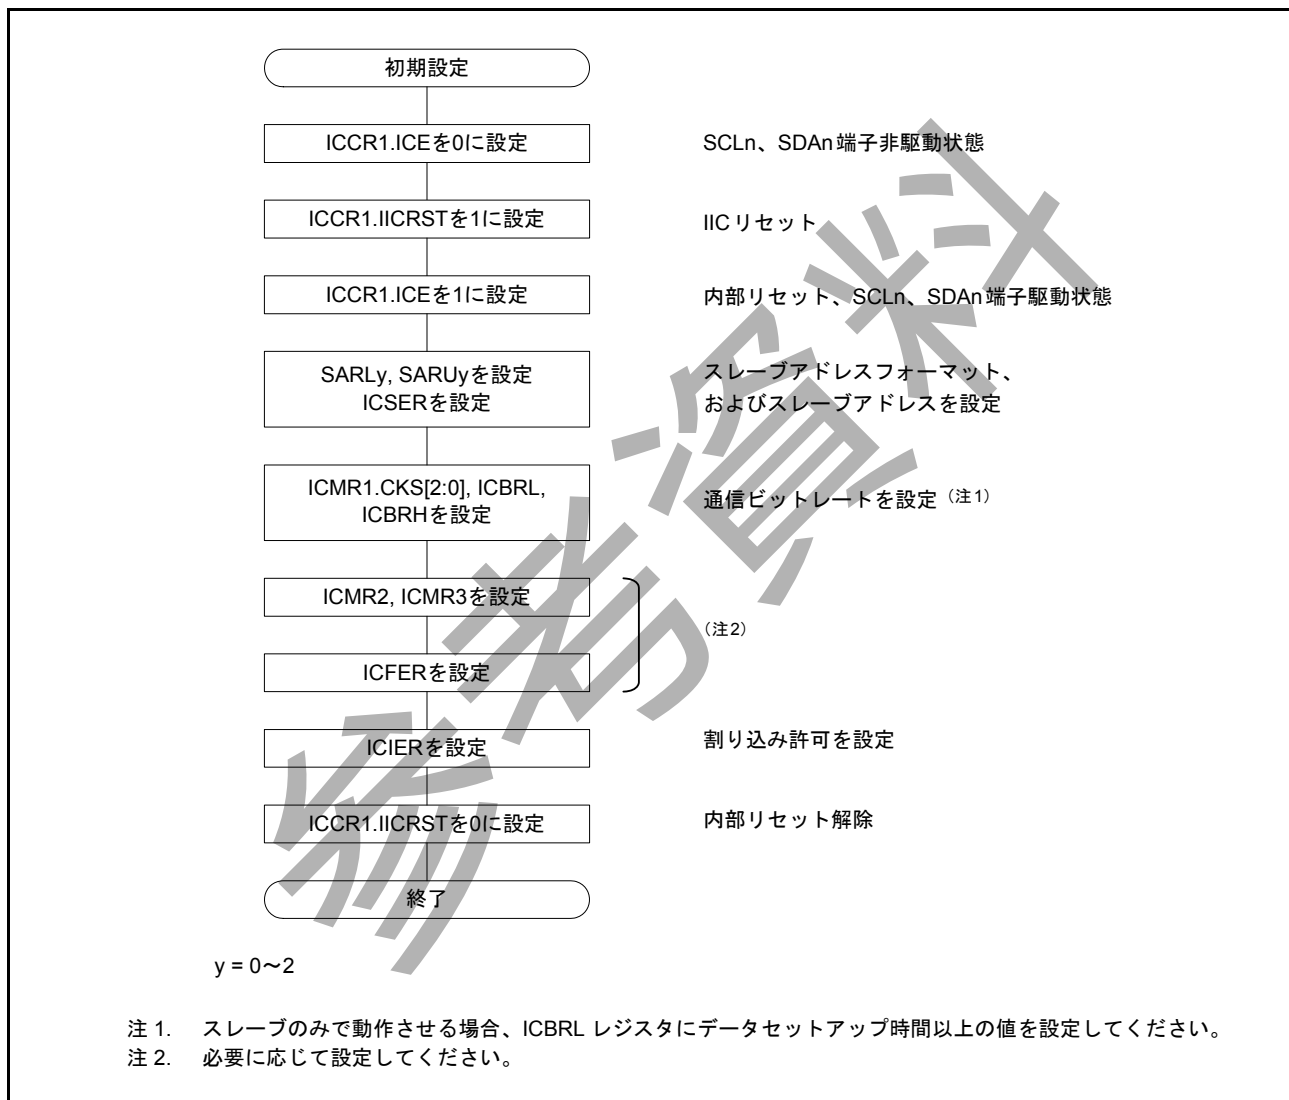 初期設定
ICCR1.ICEを0に設定
SCLn、SDAn端子非駆動状態
ICCR1.IICRSTを1に設定
IICリセット
ICCR1.ICEを1に設定
内部リセット、SCLn、SDAn端子駆動状態
SARLy, SARUyを設定
ICSERを設定
スレーブアドレスフォーマット、
およびスレーブアドレスを設定
ICMR1.CKS[2:0], ICBRL,
ICBRHを設定
通信ビットレートを設定（注1）
ICMR2, ICMR3を設定
（注2）
ICFERを設定
ICIERを設定
割り込み許可を設定
ICCR1.IICRSTを0に設定
内部リセット解除
終了
y = 0～2
注 1. スレーブのみで動作させる場合、ICBRL レジスタにデータセットアップ時間以上の値を設定してください。
注 2. 必要に応じて設定してください。
参考資料